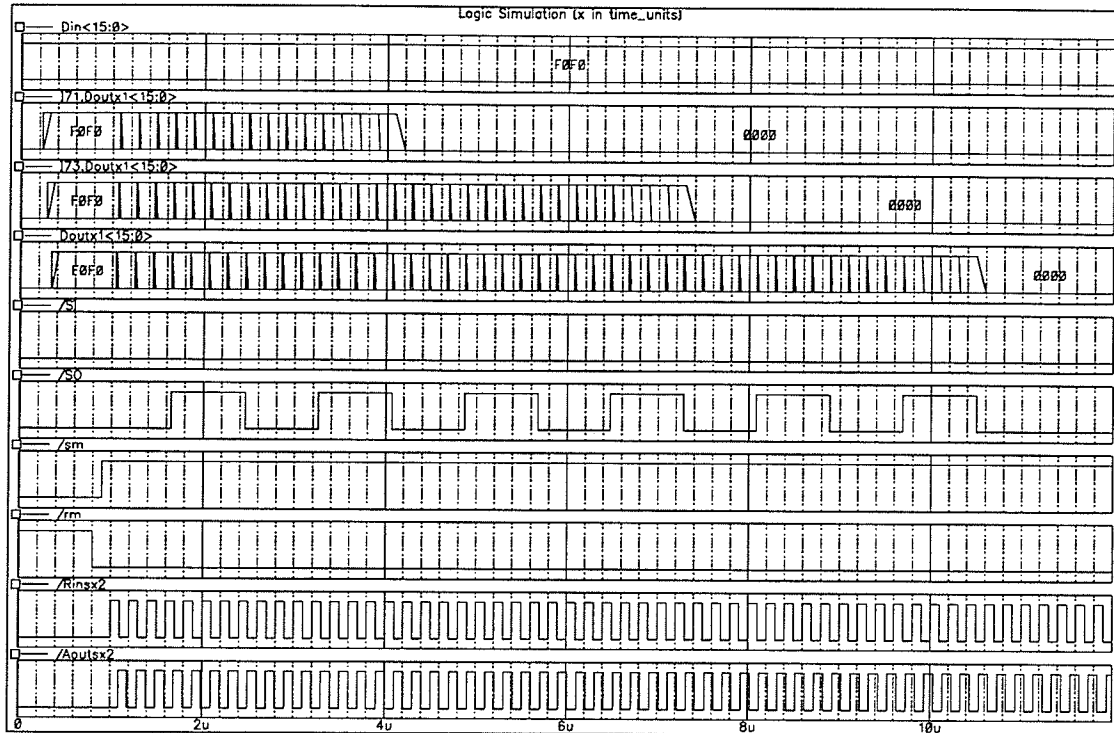 Logic Simulation (x in time_units)
Din<15:0>
F0F0
I71.Doutx1<15:0>
F0F0
0000
I73.Doutx1<15:0>
F0F0
0000
Doutx1<15:0>
F0F0
0000
/SI
/SO
/sm
/rm
/Rinsx2
/Aoutsx2
0 2u 4u 6u 8u 10u